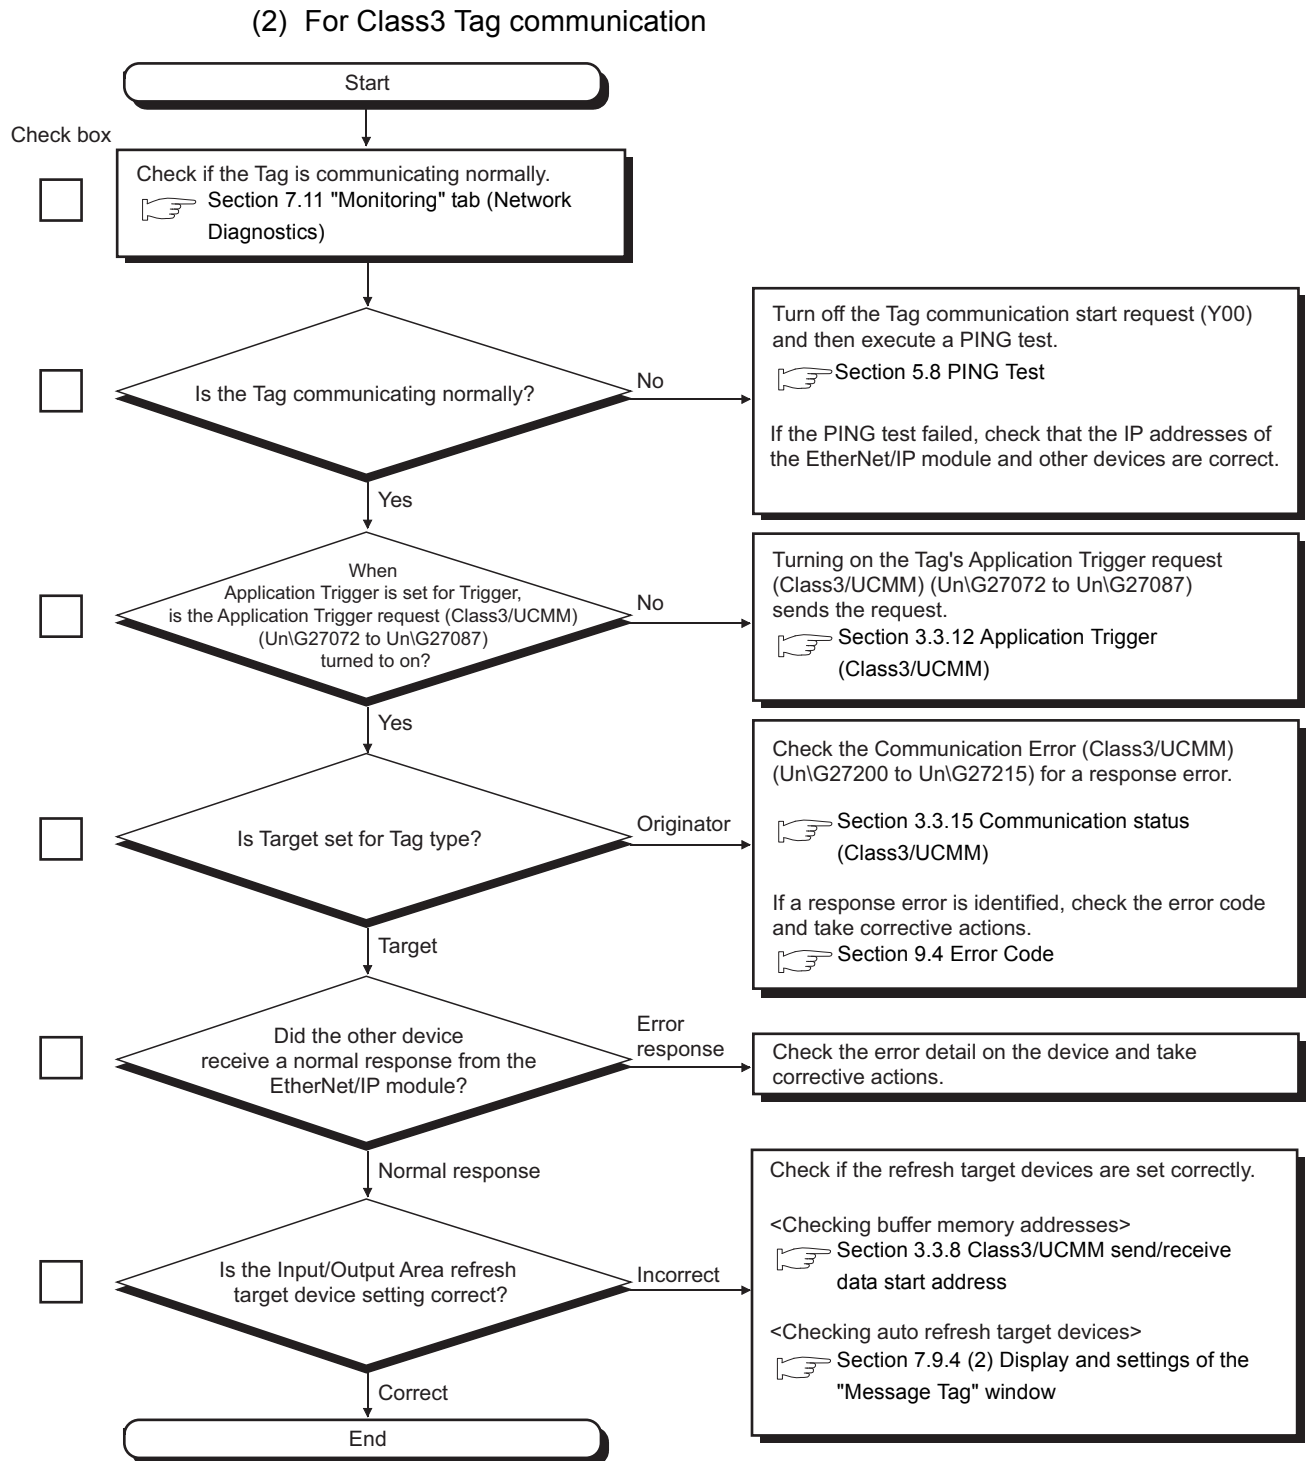 (2) For Class3 Tag communication
Start
Check box
Check if the Tag is communicating normally.
Section 7.11 "Monitoring" tab (Network
Diagnostics)
Is the Tag communicating normally?
No
Turn off the Tag communication start request (Y00)
and then execute a PING test.
Section 5.8 PING Test
If the PING test failed, check that the IP addresses of
the EtherNet/IP module and other devices are correct.
Yes
When
Application Trigger is set for Trigger,
is the Application Trigger request (Class3/UCMM)
(Un\G27072 to Un\G27087)
turned to on?
No
Turning on the Tag's Application Trigger request
(Class3/UCMM) (Un\G27072 to Un\G27087)
sends the request.
Section 3.3.12 Application Trigger
(Class3/UCMM)
Yes
Is Target set for Tag type?
Originator
Check the Communication Error (Class3/UCMM)
(Un\G27200 to Un\G27215) for a response error.
Section 3.3.15 Communication status
(Class3/UCMM)
If a response error is identified, check the error code
and take corrective actions.
Section 9.4 Error Code
Target
Did the other device
receive a normal response from the
EtherNet/IP module?
Error
response
Check the error detail on the device and take
corrective actions.
Normal response
Is the Input/Output Area refresh
target device setting correct?
Incorrect
Check if the refresh target devices are set correctly.
<Checking buffer memory addresses>
Section 3.3.8 Class3/UCMM send/receive
data start address
<Checking auto refresh target devices>
Section 7.9.4 (2) Display and settings of the
"Message Tag" window
Correct
End